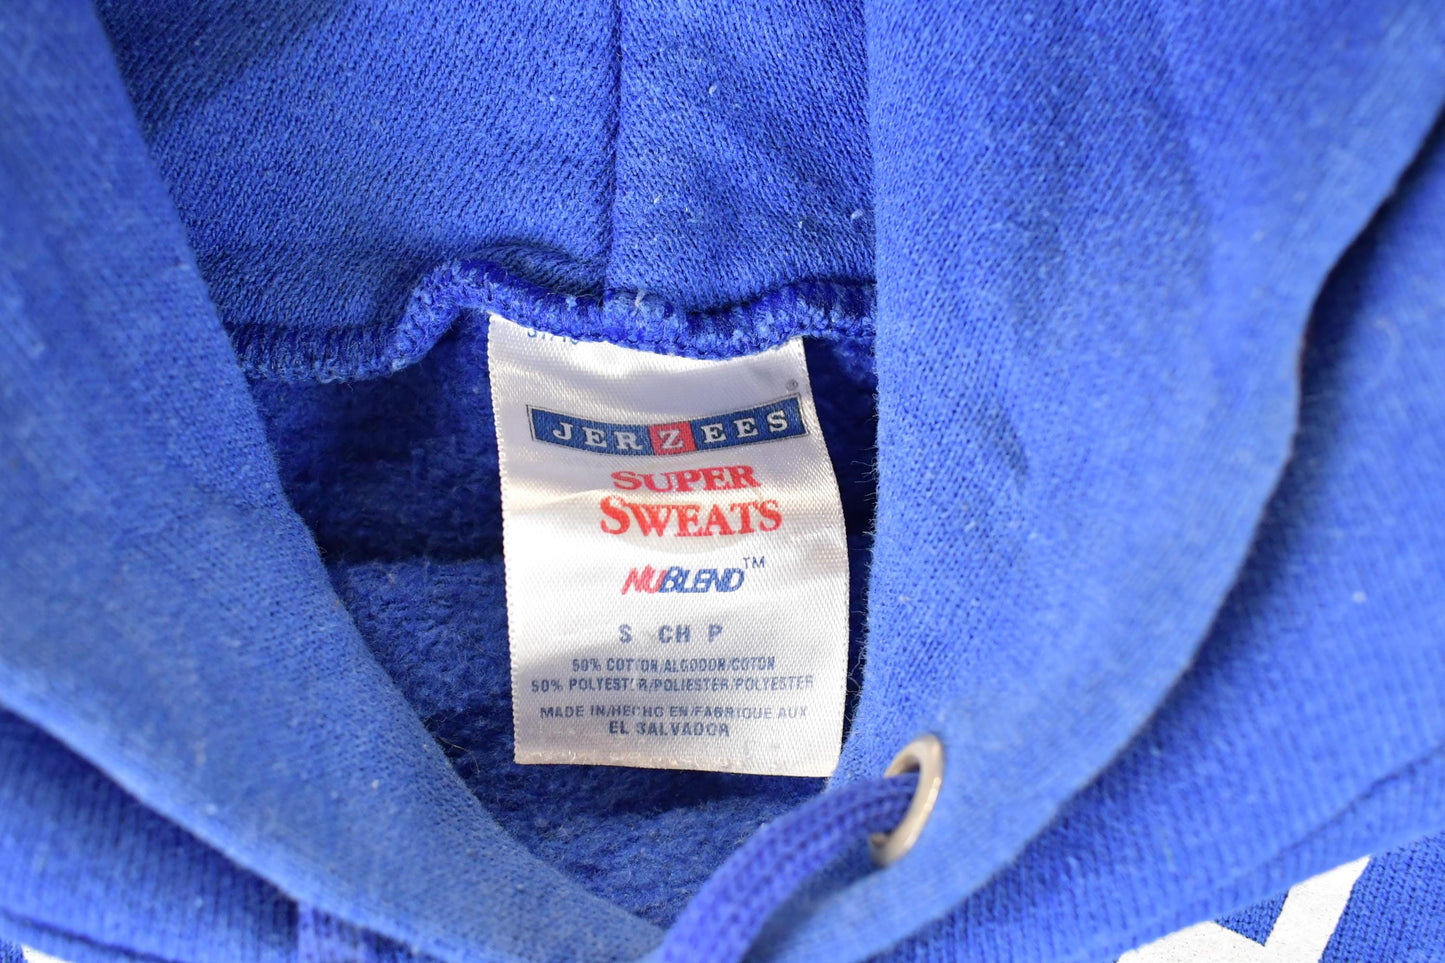 JERZEES®
SUPER
SWEATS
NUBLEND™
S CH P
50% COTTON/ALGODON/COTON
50% POLYESTER/POLIESTER/POLYESTER
MADE IN/HECHO EN/FABRIQUE AUX
EL SALVADOR